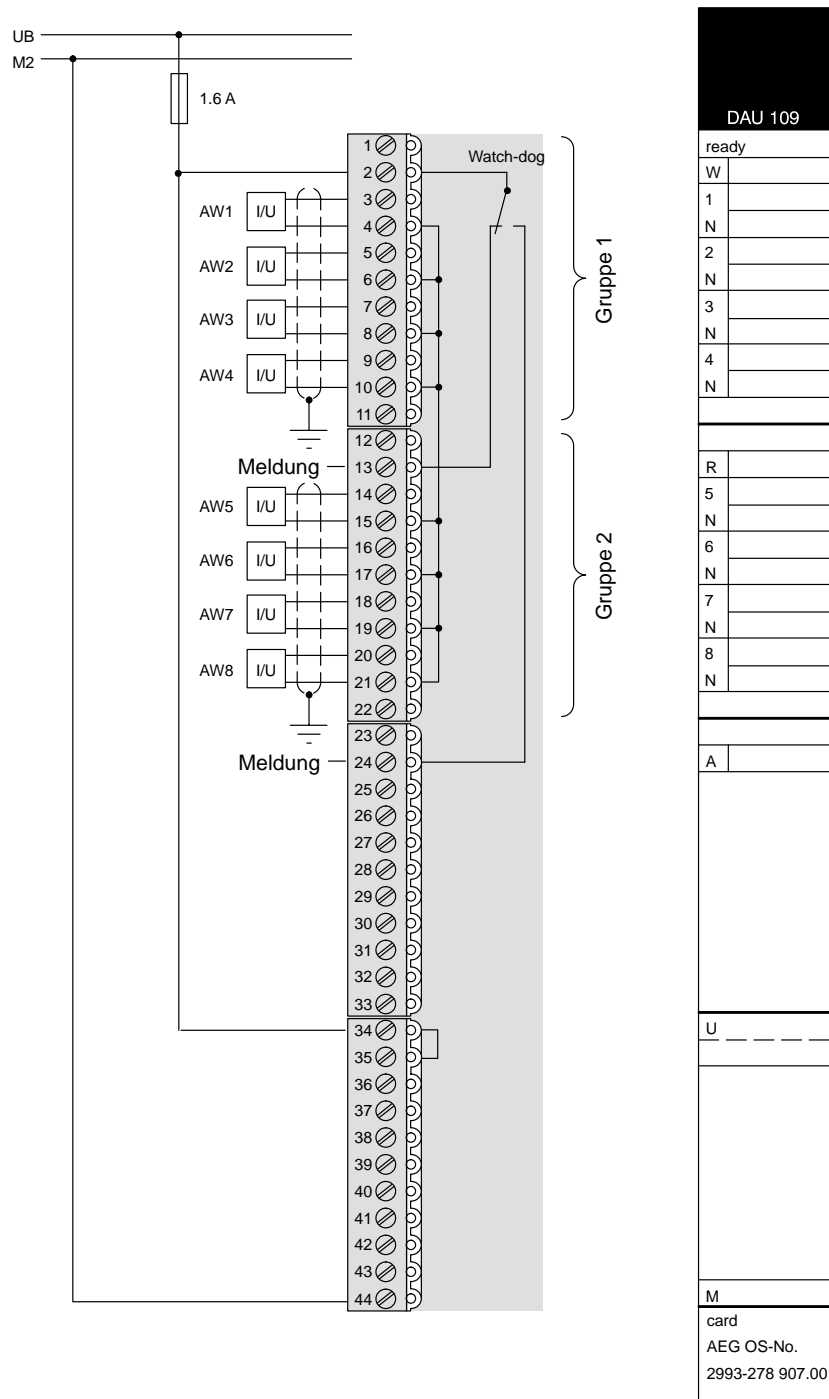 UB
M2
1.6 A
1
2
3
4
5
6
7
8
9
10
11
12
13
14
15
16
17
18
19
20
21
22
23
24
25
26
27
28
29
30
31
32
33
34
35
36
37
38
39
40
41
42
43
44
Watch-dog
AW1 I/U
AW2 I/U
AW3 I/U
AW4 I/U
Meldung
AW5 I/U
AW6 I/U
AW7 I/U
AW8 I/U
Meldung
Gruppe 1
Gruppe 2
DAU 109
ready
W
1
N
2
N
3
N
4
N
R
5
N
6
N
7
N
8
N
A
U
M
card
AEG OS-No.
2993-278 907.00